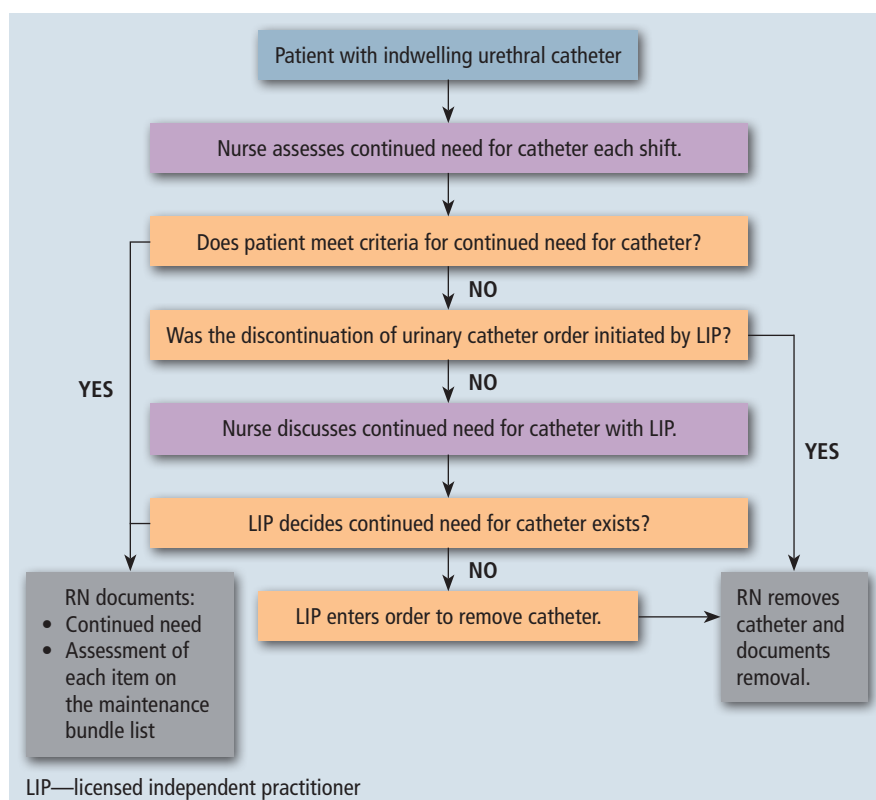 Patient with indwelling urethral catheter
Nurse assesses continued need for catheter each shift.
Does patient meet criteria for continued need for catheter?
NO
Was the discontinuation of urinary catheter order initiated by LIP?
YES
NO
Nurse discusses continued need for catheter with LIP.
YES
LIP decides continued need for catheter exists?
NO
RN documents:
• Continued need
• Assessment of
each item on
the maintenance
bundle list
LIP enters order to remove catheter.
RN removes
catheter and
documents
removal.
LIP—licensed independent practitioner